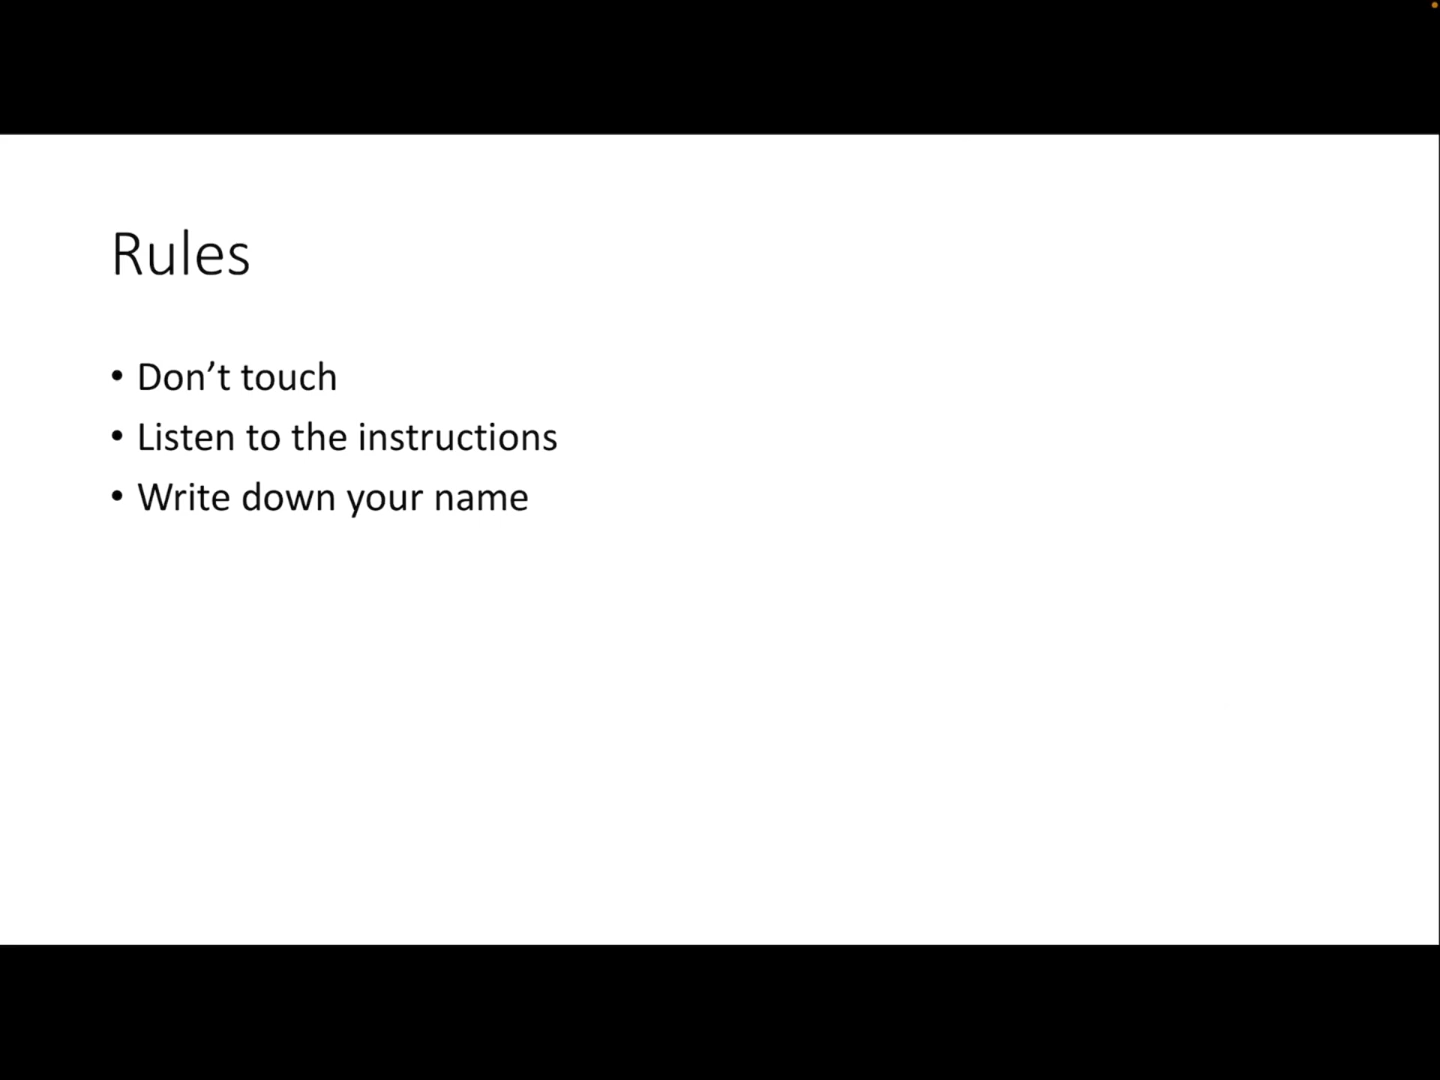 Rules
• Don’t touch
• Listen to the instructions
• Write down your name